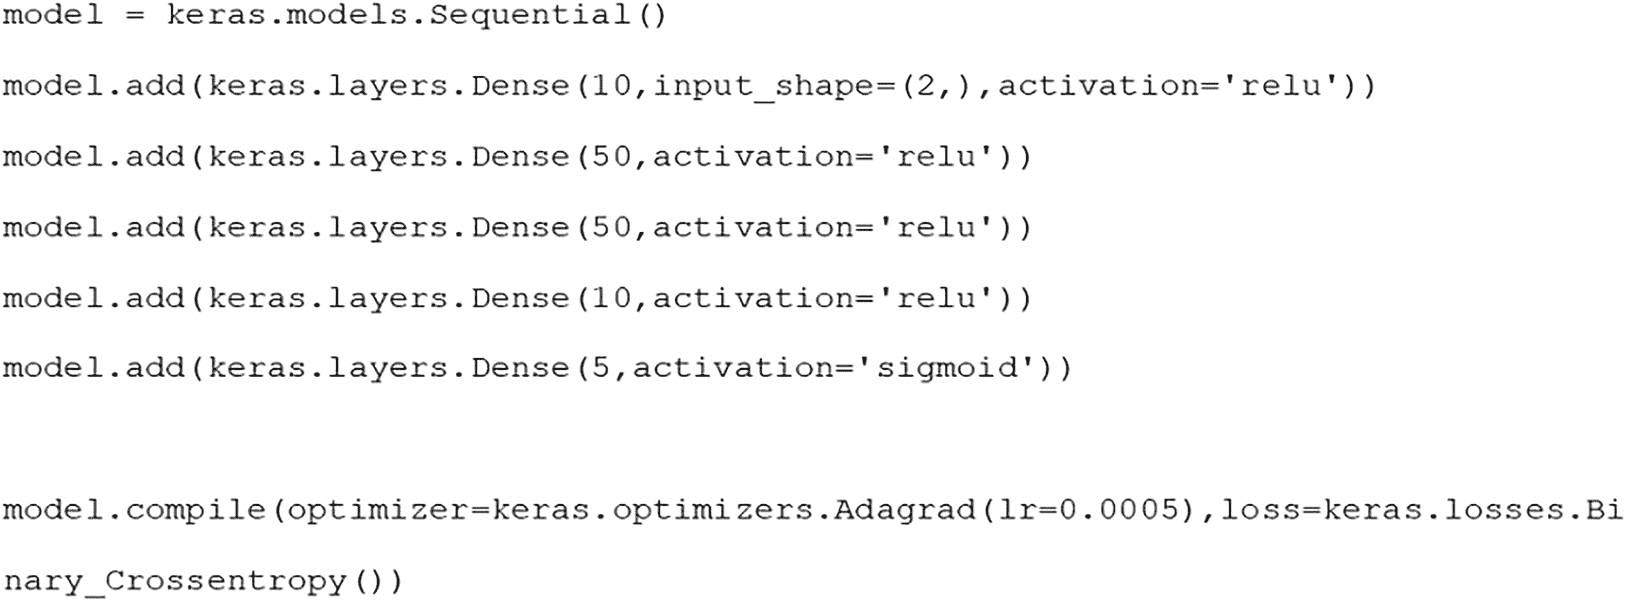 model = keras.models.Sequential()
model.add(keras.layers.Dense(10,input_shape=(2,),activation='relu'))
model.add(keras.layers.Dense(50,activation='relu'))
model.add(keras.layers.Dense(50,activation='relu'))
model.add(keras.layers.Dense(10,activation='relu'))
model.add(keras.layers.Dense(5,activation='sigmoid'))
model.compile(optimizer=keras.optimizers.Adagrad(lr=0.0005),loss=keras.losses.Bi
nary_Crossentropy())